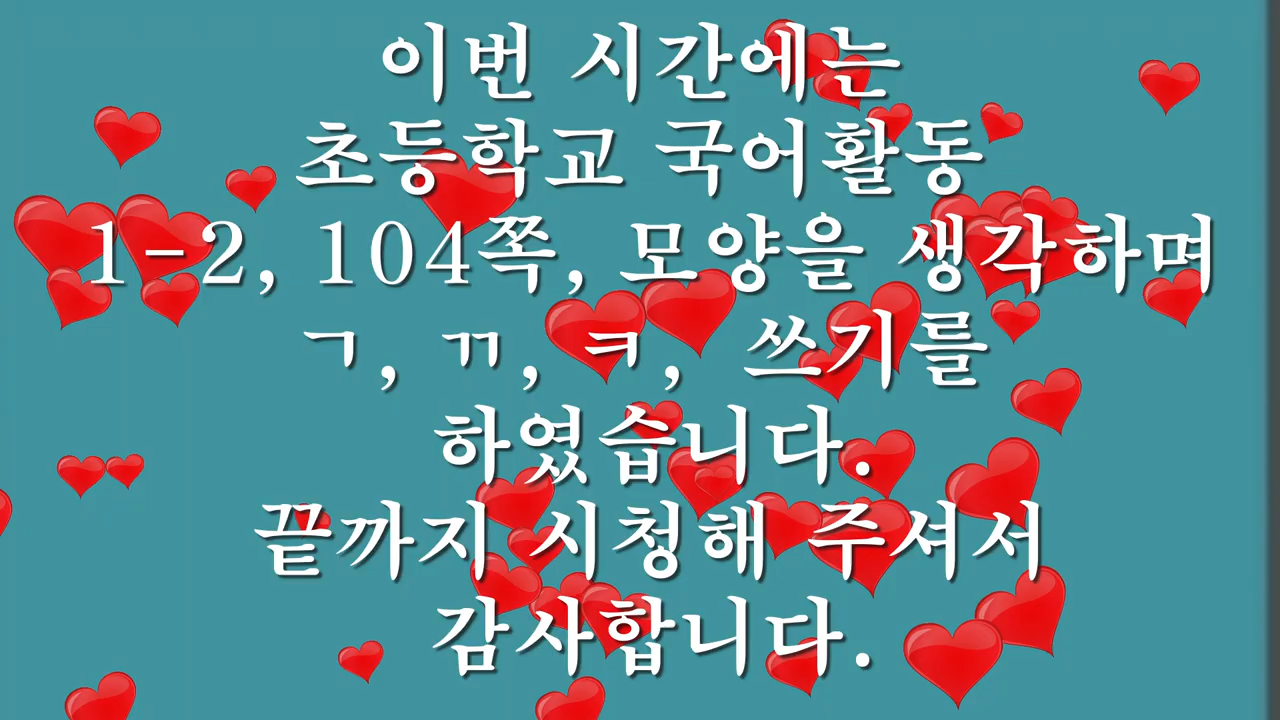 이번 시간에는
초등학교 국어활동
1-2, 104쪽, 모양을 생각하며
ㄱ, ㄲ, ㅋ, 쓰기를
하였습니다.
끝까지 시청해 주셔서
감사합니다.